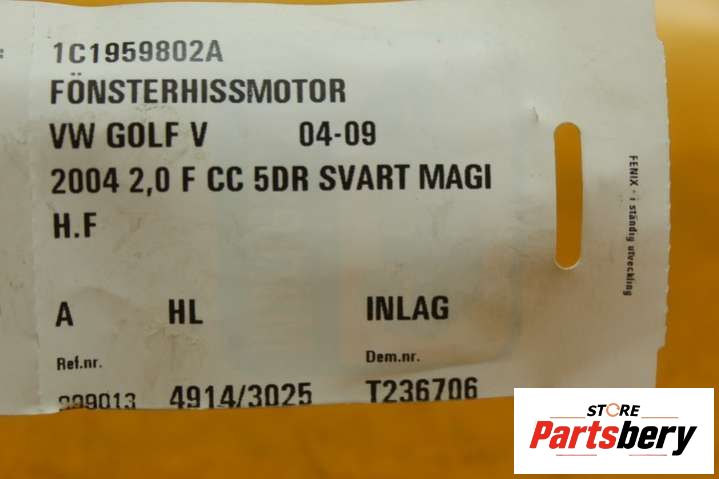 1C1959802A
FÖNSTERHISSMOTOR
VW GOLF V 04-09
2004 2,0 F CC 5DR SVART MAGI
H.F
A HL INLAG
Ref.nr. Dem.nr.
999013 4914/3025 T236706
FENIX - i ständig utveckling
STORE
Partsbery